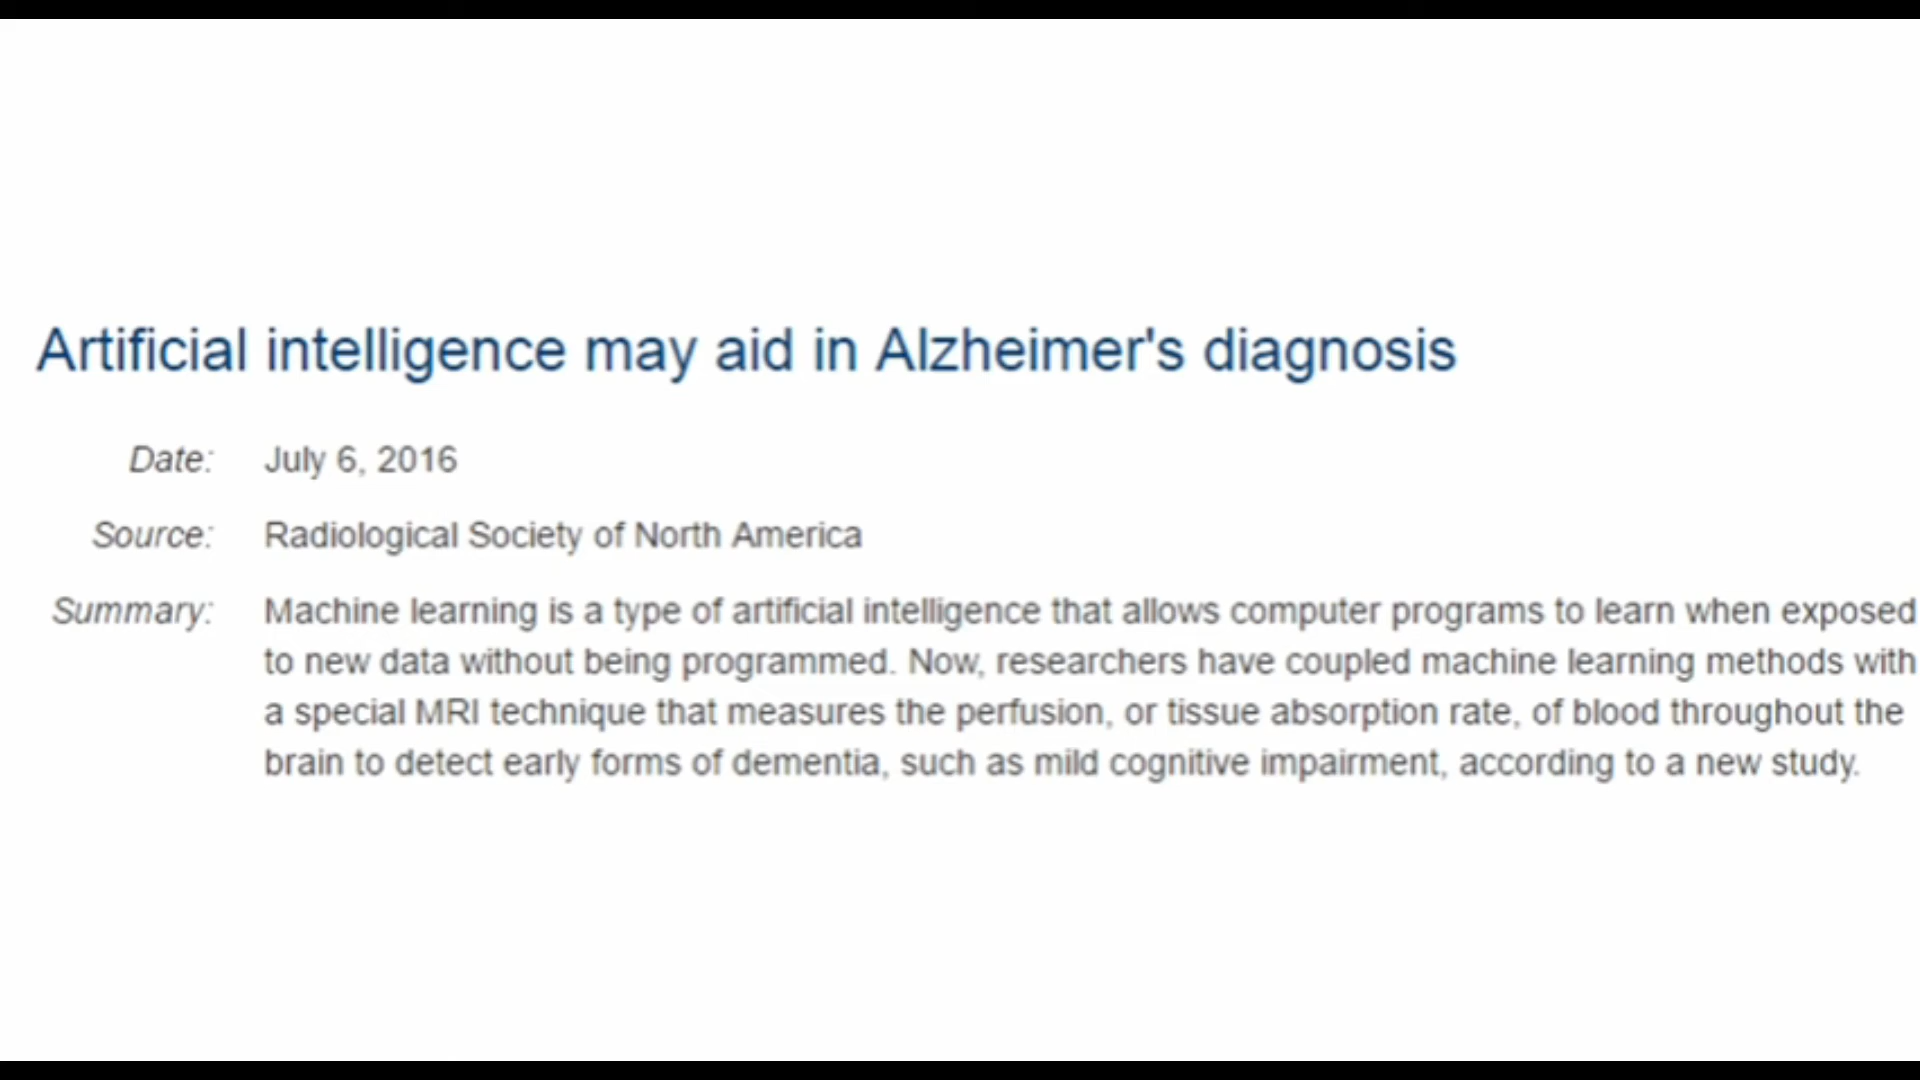 Artificial intelligence may aid in Alzheimer's diagnosis
Date: July 6, 2016
Source: Radiological Society of North America
Summary: Machine learning is a type of artificial intelligence that allows computer programs to learn when exposed
to new data without being programmed. Now, researchers have coupled machine learning methods with
a special MRI technique that measures the perfusion, or tissue absorption rate, of blood throughout the
brain to detect early forms of dementia, such as mild cognitive impairment, according to a new study.